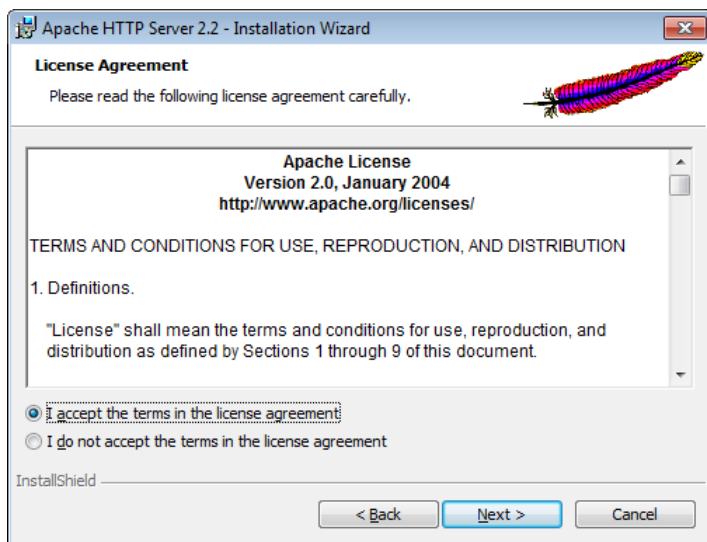 Apache HTTP Server 2.2 - Installation Wizard
License Agreement
Please read the following license agreement carefully.
Apache License
Version 2.0, January 2004
http://www.apache.org/licenses/
TERMS AND CONDITIONS FOR USE, REPRODUCTION, AND DISTRIBUTION
1. Definitions.
"License" shall mean the terms and conditions for use, reproduction, and
distribution as defined by Sections 1 through 9 of this document.
I accept the terms in the license agreement
I do not accept the terms in the license agreement
InstallShield
< Back Next > Cancel